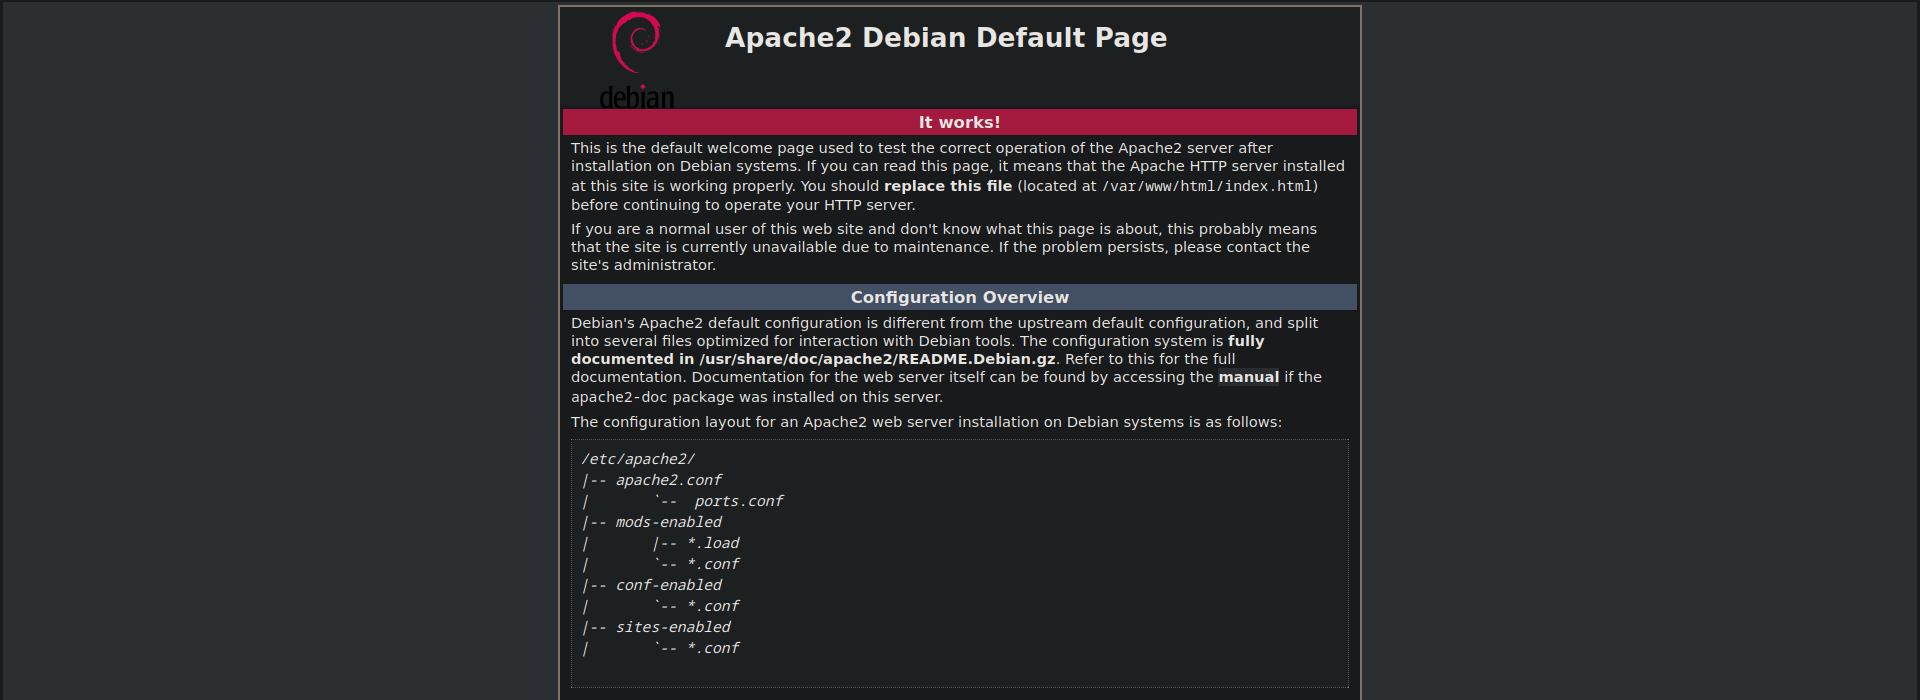 debian
Apache2 Debian Default Page
It works!
This is the default welcome page used to test the correct operation of the Apache2 server after
installation on Debian systems. If you can read this page, it means that the Apache HTTP server installed
at this site is working properly. You should replace this file (located at /var/www/html/index.html)
before continuing to operate your HTTP server.
If you are a normal user of this web site and don't know what this page is about, this probably means
that the site is currently unavailable due to maintenance. If the problem persists, please contact the
site's administrator.
Configuration Overview
Debian's Apache2 default configuration is different from the upstream default configuration, and split
into several files optimized for interaction with Debian tools. The configuration system is fully
documented in /usr/share/doc/apache2/README.Debian.gz. Refer to this for the full
documentation. Documentation for the web server itself can be found by accessing the manual if the
apache2-doc package was installed on this server.
The configuration layout for an Apache2 web server installation on Debian systems is as follows:
/etc/apache2/
|-- apache2.conf
|       `--  ports.conf
|-- mods-enabled
|       |-- *.load
|       `-- *.conf
|-- conf-enabled
|       `-- *.conf
|-- sites-enabled
|       `-- *.conf